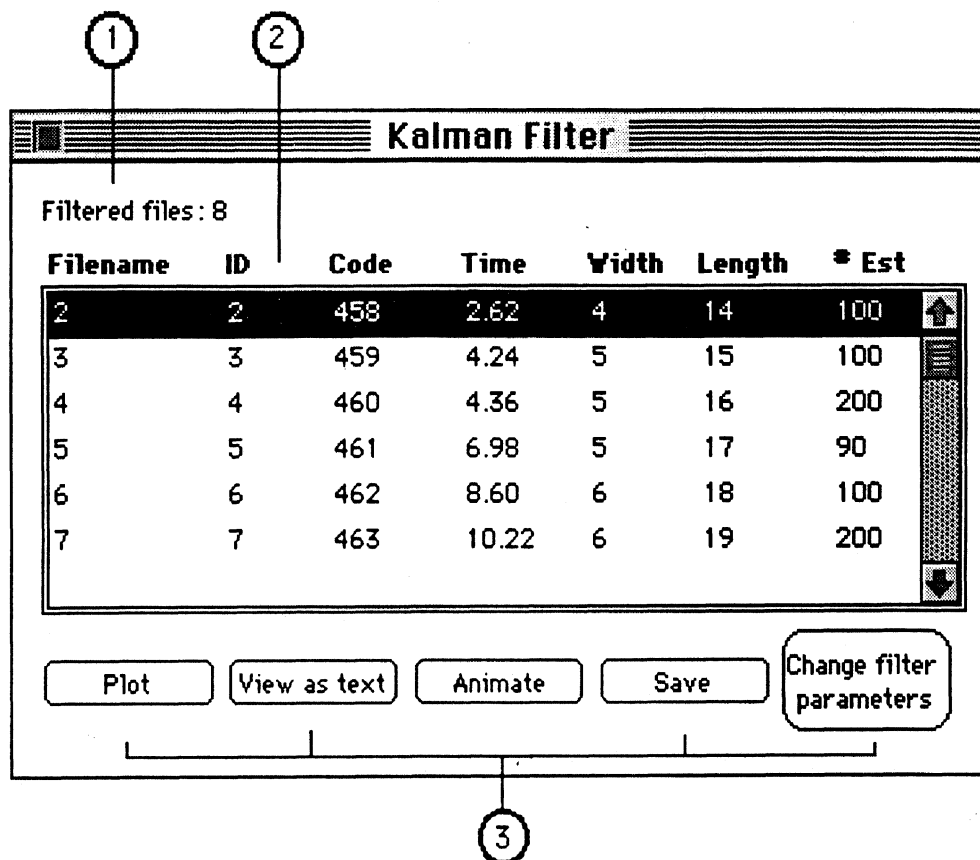 1 2
Kalman Filter
Filtered files: 8
Filename ID Code Time Width Length # Est
2 2 458 2.62 4 14 100
3 3 459 4.24 5 15 100
4 4 460 4.36 5 16 200
5 5 461 6.98 5 17 90
6 6 462 8.60 6 18 100
7 7 463 10.22 6 19 200
Plot View as text Animate Save Change filter
parameters
3